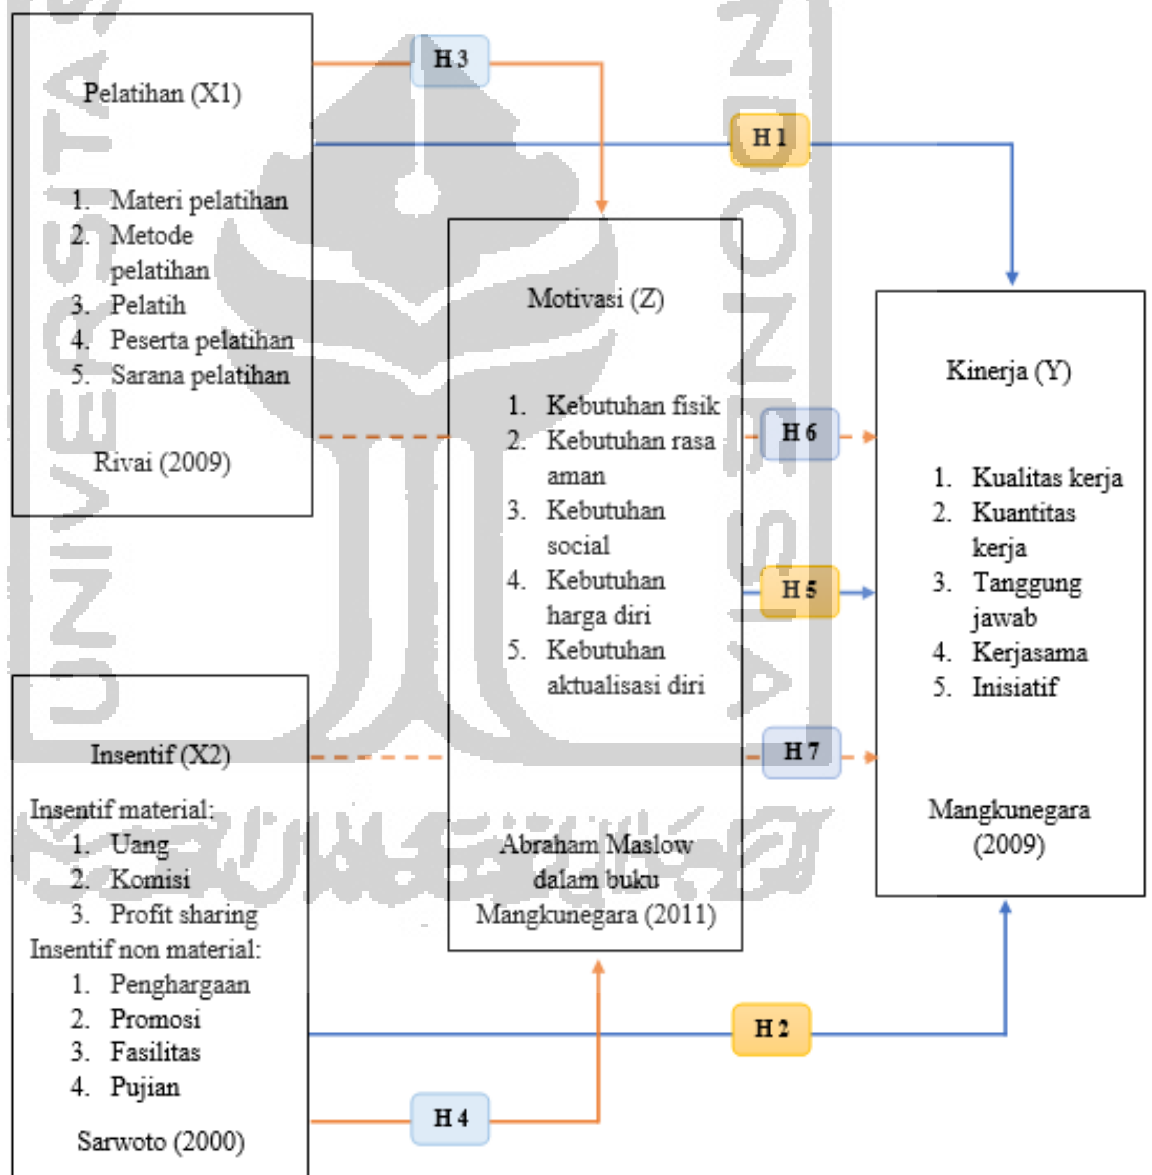 Pelatihan (X1)
1. Materi pelatihan
2. Metode
pelatihan
3. Pelatih
4. Peserta pelatihan
5. Sarana pelatihan
Rivai (2009)
H 3
H 1
Motivasi (Z)
1. Kebutuhan fisik
2. Kebutuhan rasa
aman
3. Kebutuhan
social
4. Kebutuhan
harga diri
5. Kebutuhan
aktualisasi diri
Abraham Maslow
dalam buku
Mangkunegara (2011)
H 6
H 5
H 7
Kinerja (Y)
1. Kualitas kerja
2. Kuantitas
kerja
3. Tanggung
jawab
4. Kerjasama
5. Inisiatif
Mangkunegara
(2009)
Insentif (X2)
Insentif material:
1. Uang
2. Komisi
3. Profit sharing
Insentif non material:
1. Penghargaan
2. Promosi
3. Fasilitas
4. Pujian
Sarwoto (2000)
H 2
H 4
UNIVERSITAS